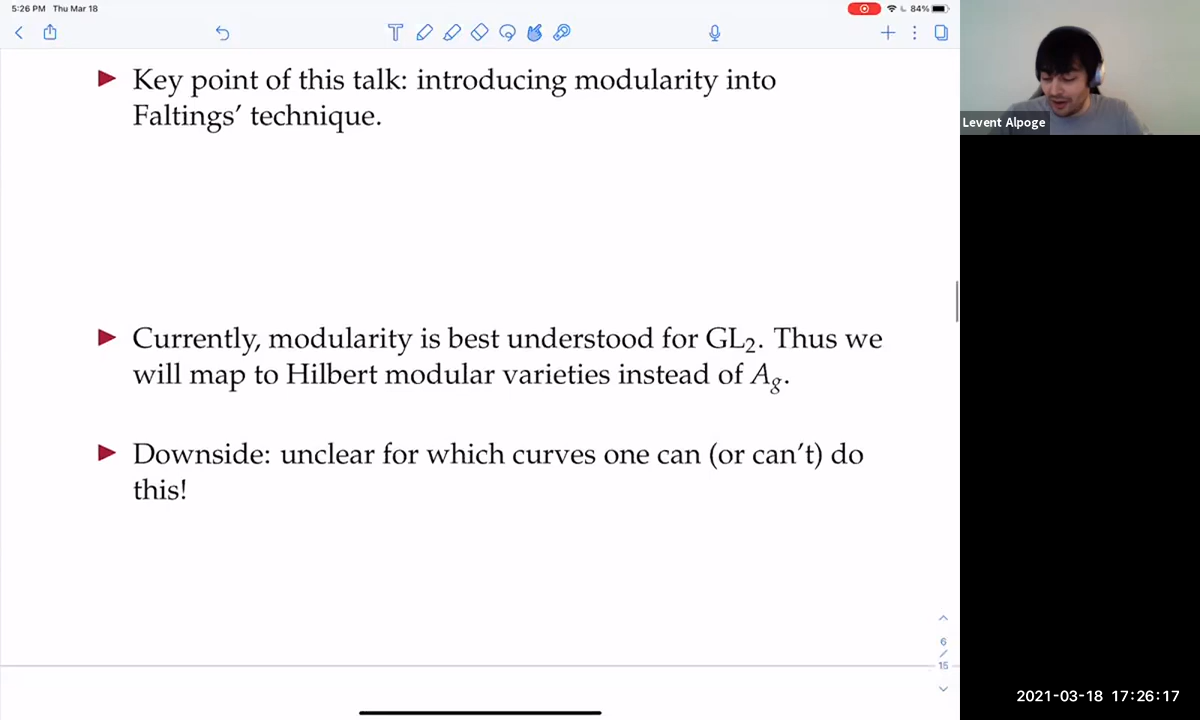 5:26 PM Thu Mar 18
84%
T
▶ Key point of this talk: introducing modularity into
Faltings’ technique.
▶ Currently, modularity is best understood for GL₂. Thus we
will map to Hilbert modular varieties instead of A_g.
▶ Downside: unclear for which curves one can (or can’t) do
this!
6
/
15
Levent Alpoge
2021-03-18 17:26:17